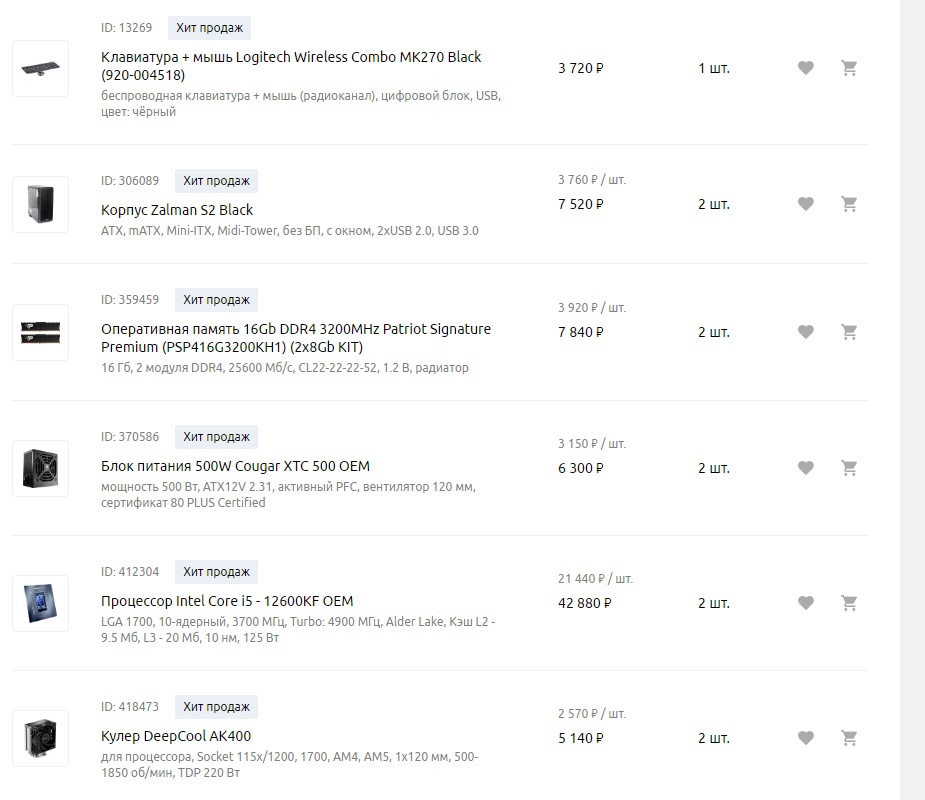 ID: 13269 Хит продаж
Клавиатура + мышь Logitech Wireless Combo MK270 Black
(920-004518)
3 720 ₽ 1 шт.
беспроводная клавиатура + мышь (радиоканал), цифровой блок, USB,
цвет: чёрный
ID: 306089 Хит продаж
3 760 ₽ / шт.
Корпус Zalman S2 Black
7 520 ₽ 2 шт.
ATX, mATX, Mini-ITX, Midi-Tower, без БП, с окном, 2xUSB 2.0, USB 3.0
ID: 359459 Хит продаж
3 920 ₽ / шт.
Оперативная память 16Gb DDR4 3200MHz Patriot Signature
Premium (PSP416G3200KH1) (2x8Gb KIT)
7 840 ₽ 2 шт.
16 Гб, 2 модуля DDR4, 25600 Мб/с, CL22-22-22-52, 1.2 В, радиатор
ID: 370586 Хит продаж
3 150 ₽ / шт.
Блок питания 500W Cougar XTC 500 OEM
6 300 ₽ 2 шт.
мощность 500 Вт, ATX12V 2.31, активный PFC, вентилятор 120 мм,
сертификат 80 PLUS Certified
ID: 412304 Хит продаж
21 440 ₽ / шт.
Процессор Intel Core i5 - 12600KF OEM
42 880 ₽ 2 шт.
LGA 1700, 10-ядерный, 3700 МГц, Turbo: 4900 МГц, Alder Lake, Кэш L2 -
9.5 Мб, L3 - 20 Мб, 10 нм, 125 Вт
ID: 418473 Хит продаж
2 570 ₽ / шт.
Кулер DeepCool AK400
5 140 ₽ 2 шт.
для процессора, Socket 115x/1200, 1700, AM4, AM5, 1x120 мм, 500-
1850 об/мин, TDP 220 Вт